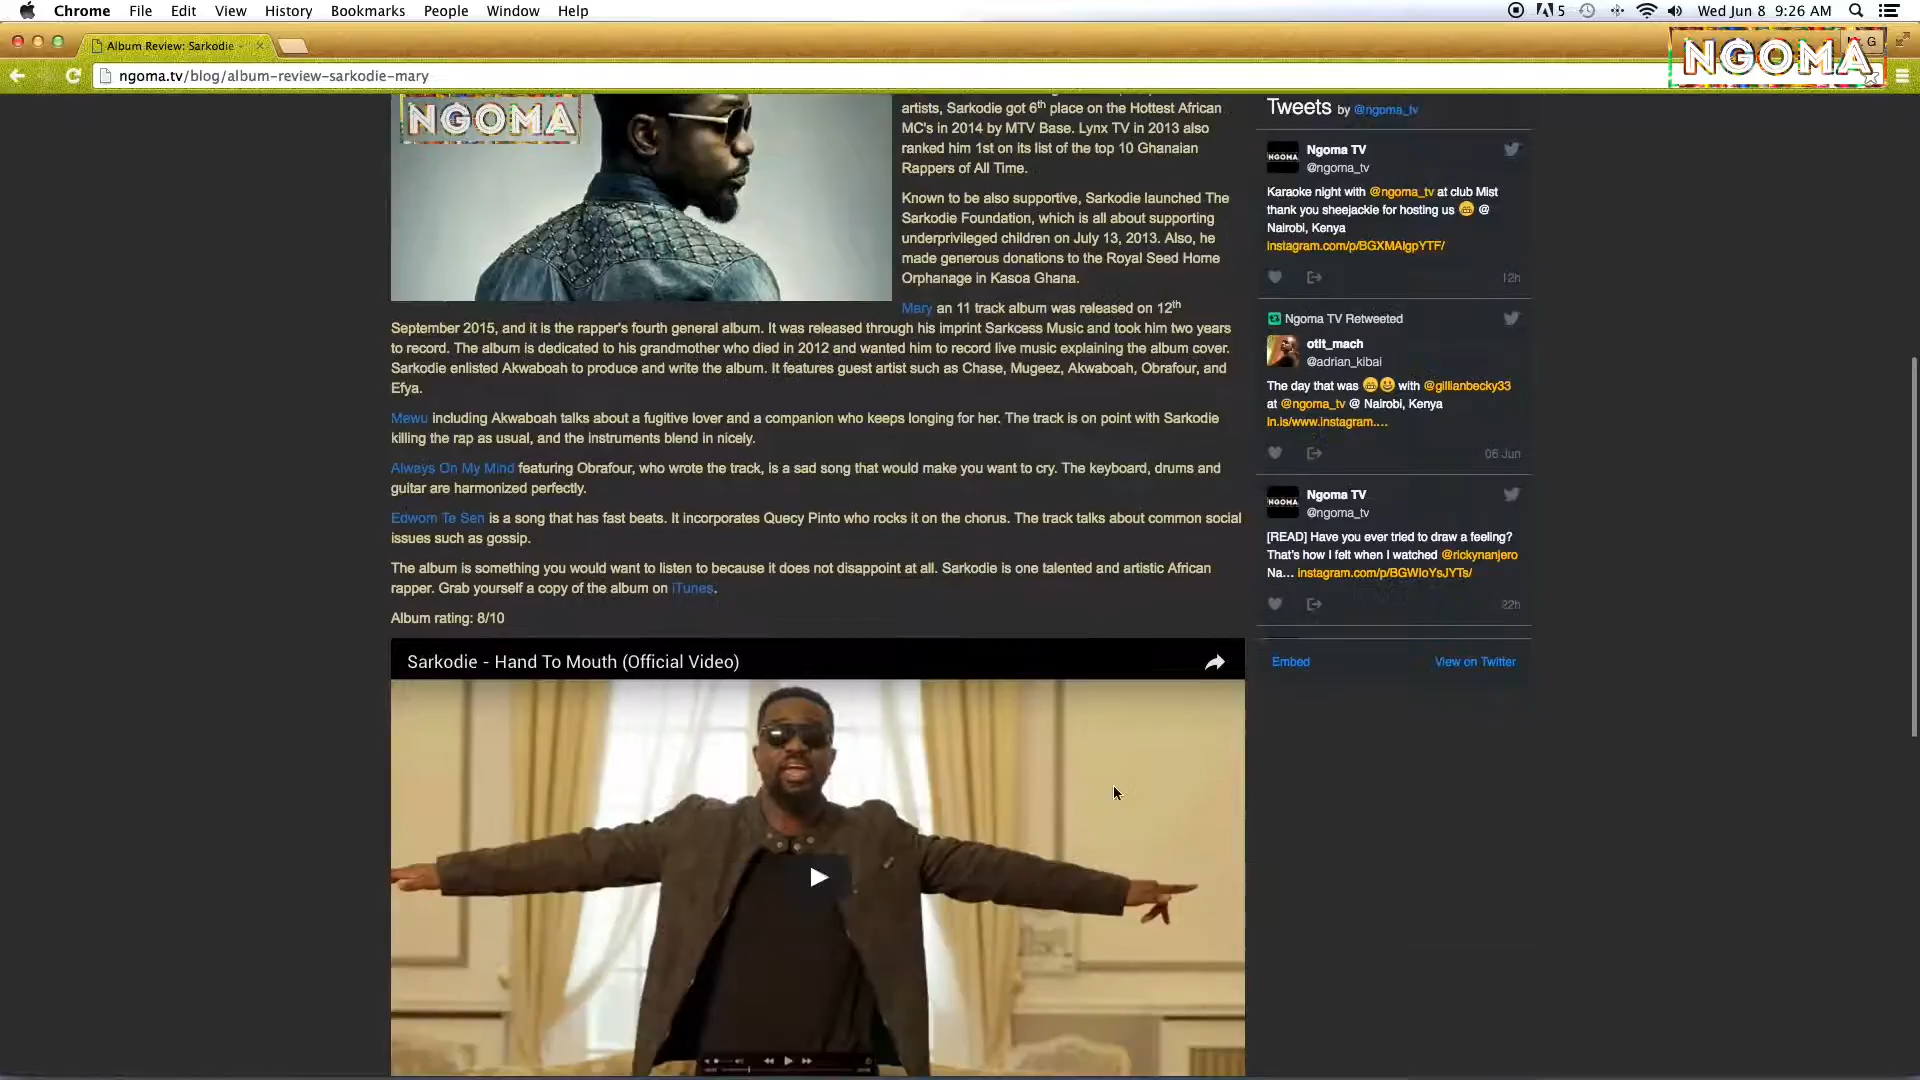 Chrome File Edit View History Bookmarks People Window Help
5 Wed Jun 8 9:26 AM
Album Review: Sarkodie -
G
NGOMA
ngoma.tv/blog/album-review-sarkodie-mary
NGOMA
artists, Sarkodie got 6th place on the Hottest African
MC's in 2014 by MTV Base. Lynx TV in 2013 also
ranked him 1st on its list of the top 10 Ghanaian
Rappers of All Time.
Known to be also supportive, Sarkodie launched The
Sarkodie Foundation, which is all about supporting
underprivileged children on July 13, 2013. Also, he
made generous donations to the Royal Seed Home
Orphanage in Kasoa Ghana.
Mary an 11 track album was released on 12th
September 2015, and it is the rapper's fourth general album. It was released through his imprint Sarkcess Music and took him two years
to record. The album is dedicated to his grandmother who died in 2012 and wanted him to record live music explaining the album cover.
Sarkodie enlisted Akwaboah to produce and write the album. It features guest artist such as Chase, Mugeez, Akwaboah, Obrafour, and
Efya.
Mewu including Akwaboah talks about a fugitive lover and a companion who keeps longing for her. The track is on point with Sarkodie
killing the rap as usual, and the instruments blend in nicely.
Always On My Mind featuring Obrafour, who wrote the track, is a sad song that would make you want to cry. The keyboard, drums and
guitar are harmonized perfectly.
Edwom Te Sen is a song that has fast beats. It incorporates Quecy Pinto who rocks it on the chorus. The track talks about common social
issues such as gossip.
The album is something you would want to listen to because it does not disappoint at all. Sarkodie is one talented and artistic African
rapper. Grab yourself a copy of the album on iTunes.
Album rating: 8/10
Sarkodie - Hand To Mouth (Official Video)
Tweets by @ngoma_tv
NGOMA
Ngoma TV
@ngoma_tv
Karaoke night with @ngoma_tv at club Mist
thank you sheejackie for hosting us @
Nairobi, Kenya
instagram.com/p/BGXMAIgpYTF/
12h
Ngoma TV Retweeted
otlt_mach
@adrian_kibai
The day that was with @gillianbecky33
at @ngoma_tv @ Nairobi, Kenya
ln.is/www.instagram.…
06 Jun
NGOMA
Ngoma TV
@ngoma_tv
[READ] Have you ever tried to draw a feeling?
That's how I felt when I watched @rickynanjero
Na... instagram.com/p/BGWIoYsJYTs/
22h
Embed View on Twitter